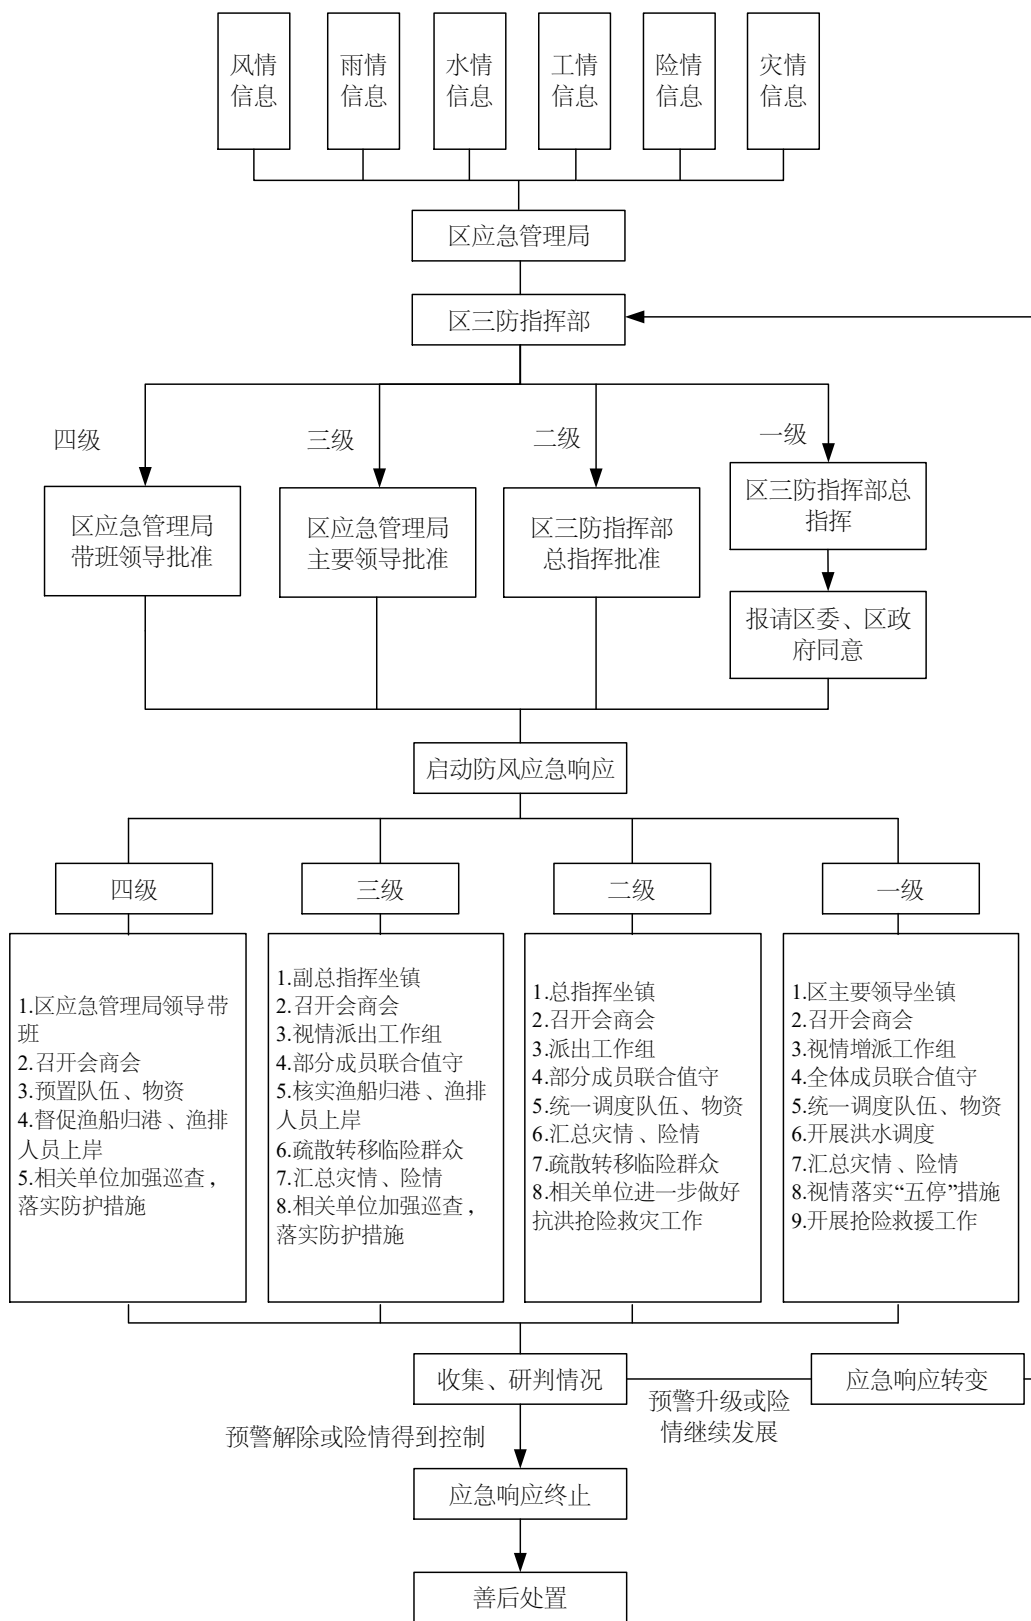 风情
信息
雨情
信息
水情
信息
工情
信息
险情
信息
灾情
信息
区应急管理局
区三防指挥部
四级
三级
二级
一级
区应急管理局
带班领导批准
区应急管理局
主要领导批准
区三防指挥部
总指挥批准
区三防指挥部总
指挥
报请区委、区政
府同意
启动防风应急响应
四级
三级
二级
一级
1.区应急管理局领导带
班
2.召开会商会
3.预置队伍、物资
4.督促渔船归港、渔排
人员上岸
5.相关单位加强巡查，
落实防护措施
1.副总指挥坐镇
2.召开会商会
3.视情派出工作组
4.部分成员联合值守
5.核实渔船归港、渔排
人员上岸
6.疏散转移临险群众
7.汇总灾情、险情
8.相关单位加强巡查，
落实防护措施
1.总指挥坐镇
2.召开会商会
3.派出工作组
4.部分成员联合值守
5.统一调度队伍、物资
6.汇总灾情、险情
7.疏散转移临险群众
8.相关单位进一步做好
抗洪抢险救灾工作
1.区主要领导坐镇
2.召开会商会
3.视情增派工作组
4.全体成员联合值守
5.统一调度队伍、物资
6.开展洪水调度
7.汇总灾情、险情
8.视情落实“五停”措施
9.开展抢险救援工作
收集、研判情况
预警升级或险
情继续发展
应急响应转变
预警解除或险情得到控制
应急响应终止
善后处置